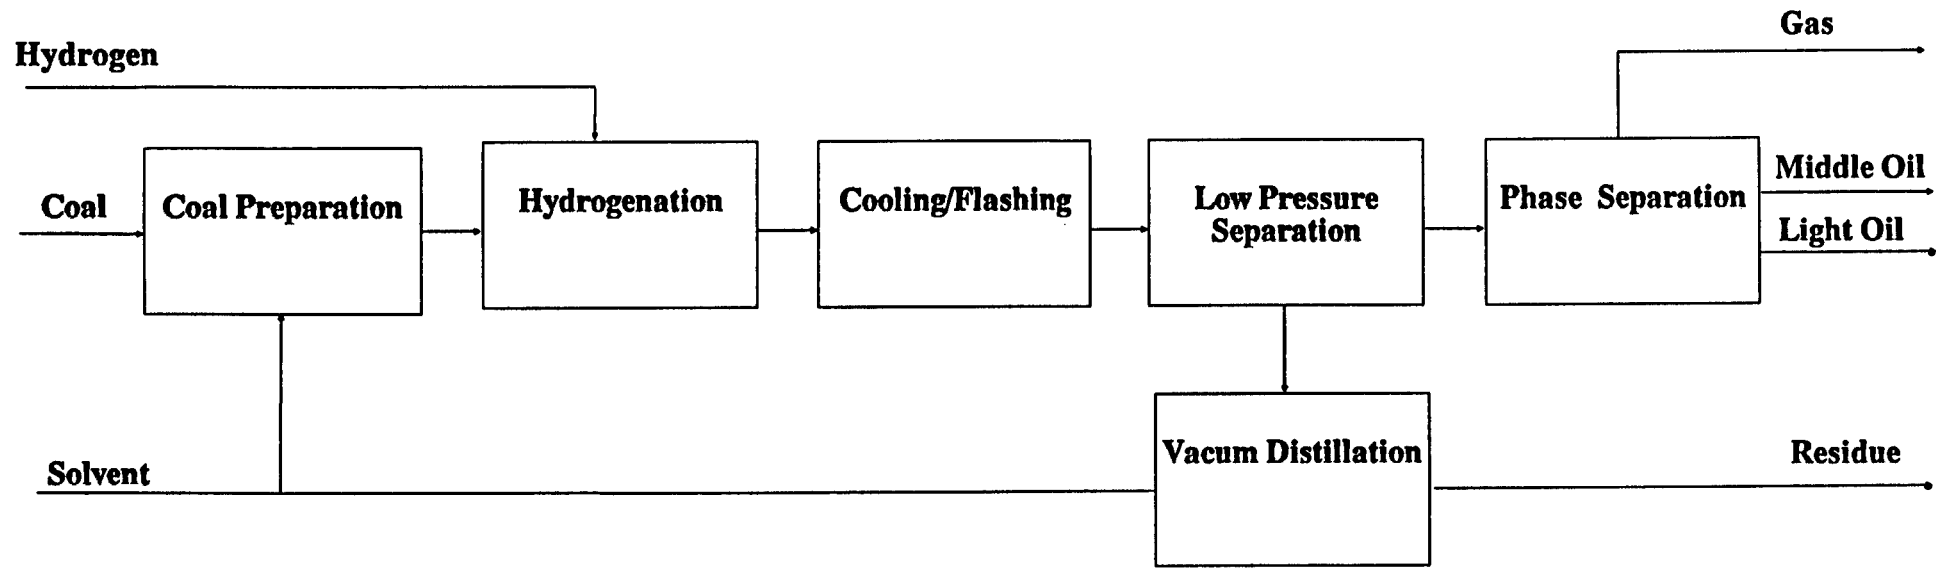 Gas
Hydrogen
Coal
Coal Preparation
Hydrogenation
Cooling/Flashing
Low Pressure
Separation
Phase Separation
Middle Oil
Light Oil
Solvent
Vacum Distillation
Residue